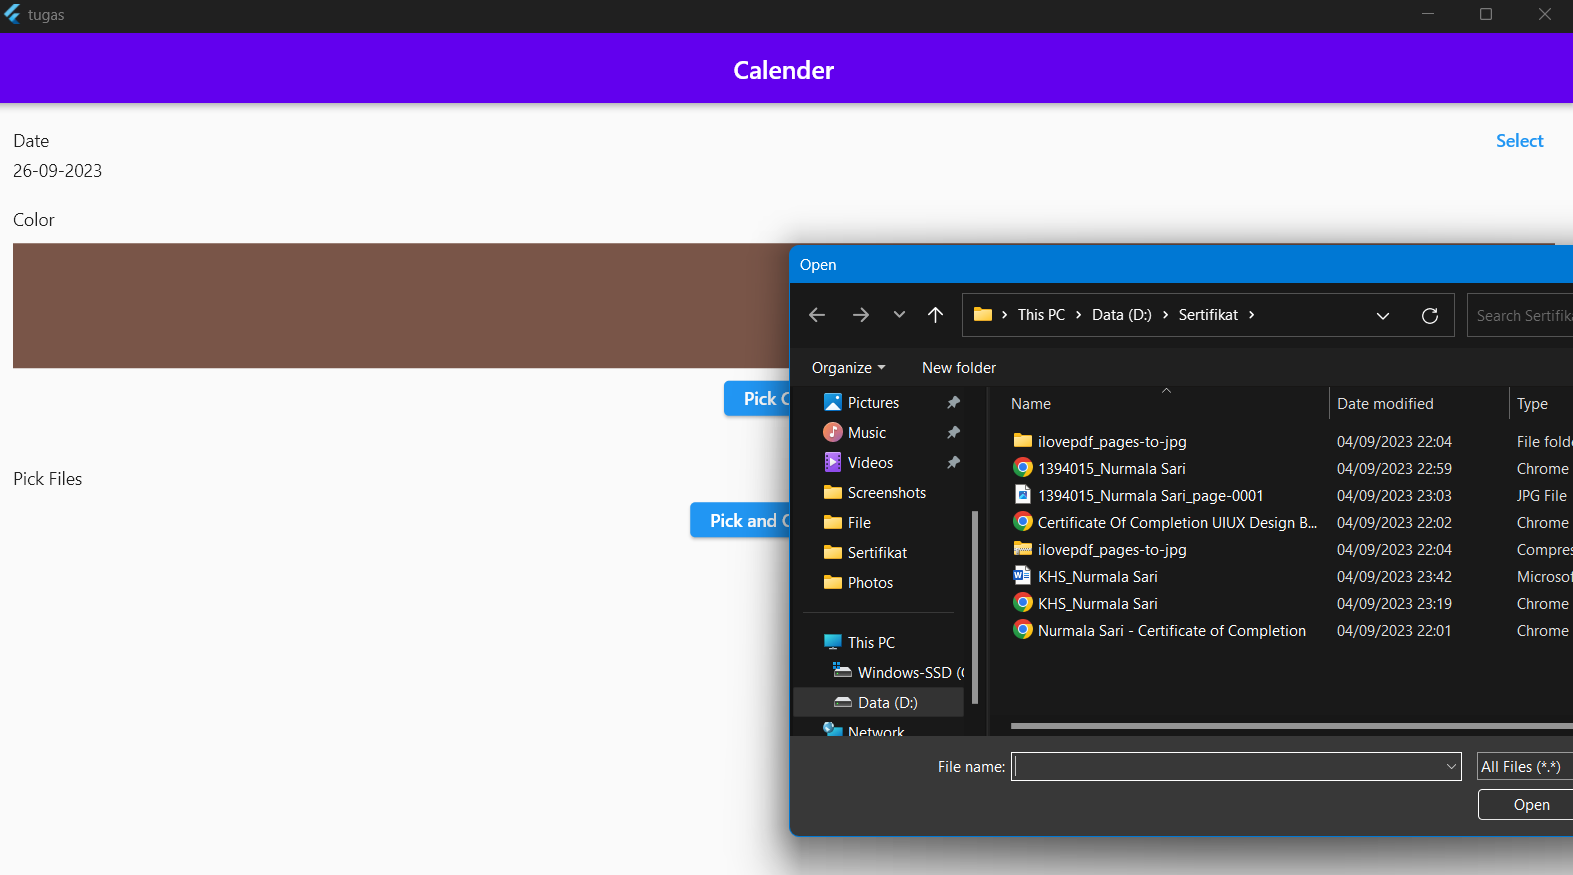 tugas
Calender
Date
Select
26-09-2023
Color
Pick
Pick Files
Pick and
Open
This PC > Data (D:) > Sertifikat >
Search
Organize
New folder
Pictures
Music
Videos
Screenshots
File
Sertifikat
Photos
This PC
Windows-SSD
Data (D:)
Network
Name Date modified Type
ilovepdf_pages-to-jpg 04/09/2023 22:04 File
1394015_Nurmala Sari 04/09/2023 22:59 Chrome
1394015_Nurmala Sari_page-0001 04/09/2023 23:03 JPG File
Certificate Of Completion UIUX Design B... 04/09/2023 22:02 Chrome
ilovepdf_pages-to-jpg 04/09/2023 22:04
KHS_Nurmala Sari 04/09/2023 23:42
KHS_Nurmala Sari 04/09/2023 23:19 Chrome
Nurmala Sari - Certificate of Completion 04/09/2023 22:01 Chrome
File name:
All Files (*.*)
Open